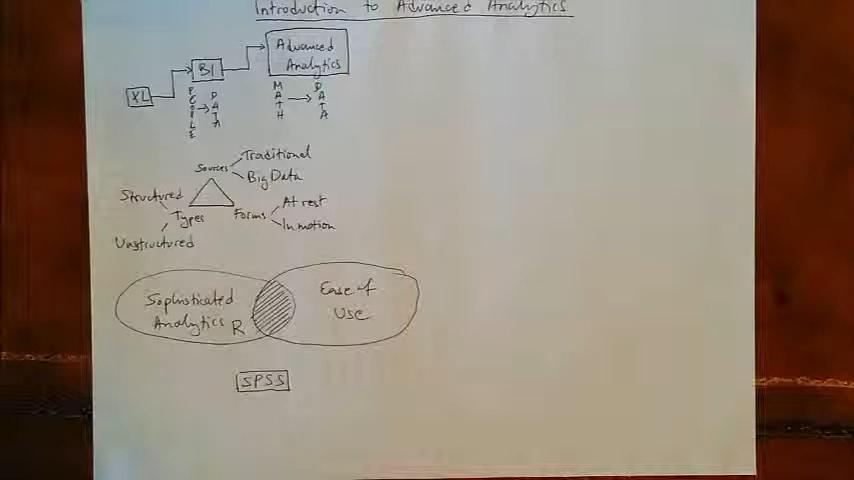 Introduction to Advanced Analytics
Advanced
Analytics
BI
XL
PEOPLE
DATA
MATH
DATA
Sources
Traditional
Big Data
Structured
Types
Unstructured
Forms
At rest
In motion
Sophisticated
Analytics R
Ease of
Use
SPSS